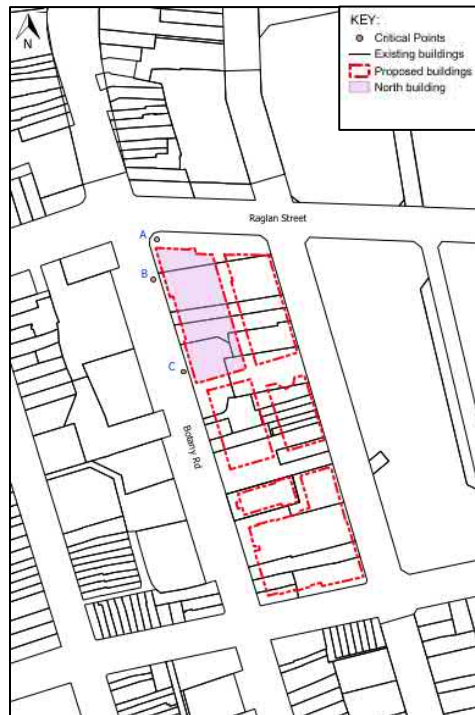 N
KEY:
Critical Points
Existing buildings
Proposed buildings
North building
Raglan Street
A
B
C
Botany Rd